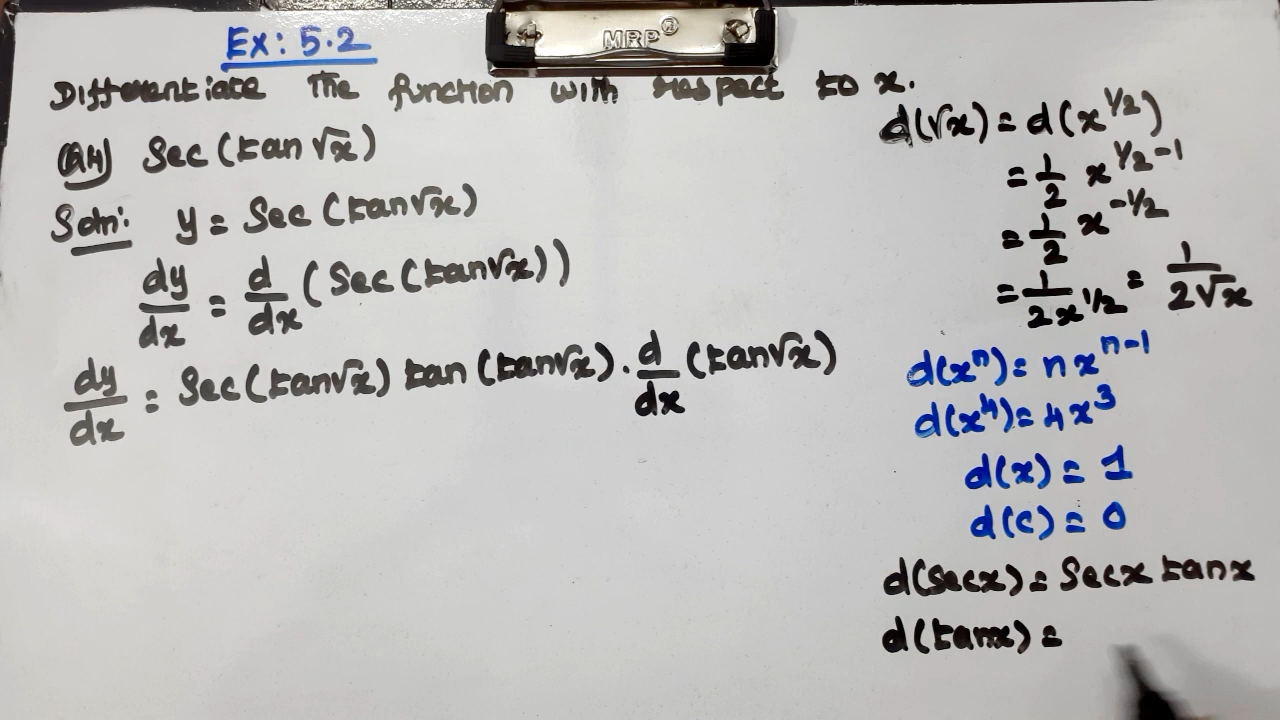 MRP®
Ex: 5.2
Differentiate The function with respect to x.
Q4) Sec (tan √x)
Soln: y = Sec (tan√x)
dy/dx = d/dx (Sec (tan√x))
dy/dx = Sec (tan√x) tan (tan√x) . d/dx (tan√x)
d(√x) = d(x^1/2)
= 1/2 x^1/2-1
= 1/2 x^-1/2
= 1/2x^1/2 = 1/2√x
d(x^n) = n x^n-1
d(x^4) = 4x^3
d(x) = 1
d(c) = 0
d(Secx) = Secx tanx
d(tanx) =